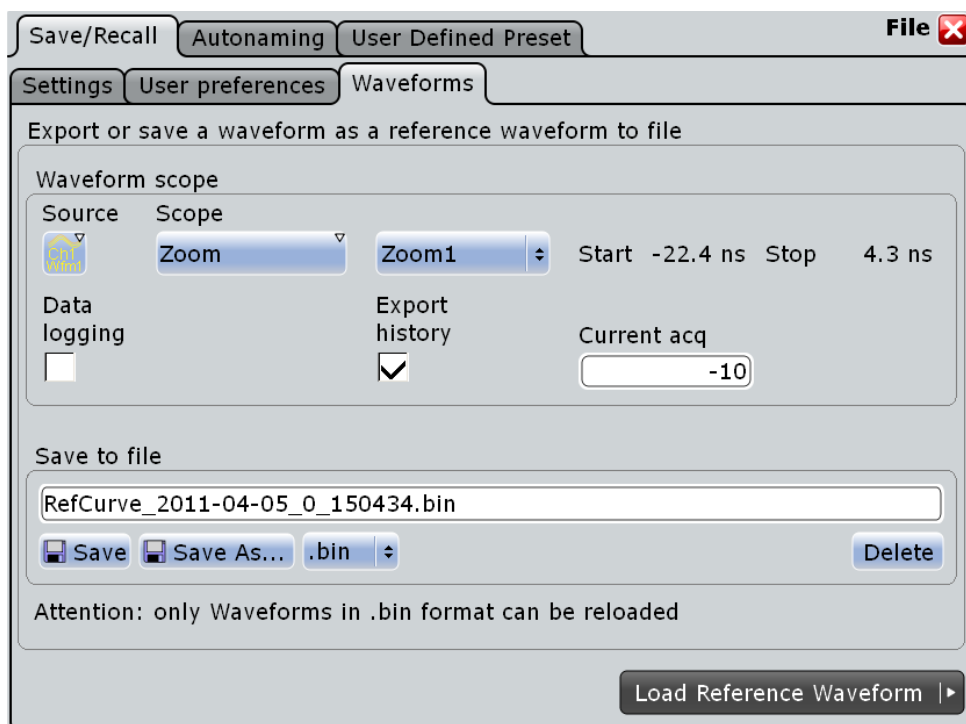 Save/Recall Autonaming User Defined Preset File
Settings User preferences Waveforms
Export or save a waveform as a reference waveform to file
Waveform scope
Source Scope
Ch1 Wfm1 Zoom Zoom1 Start -22.4 ns Stop 4.3 ns
Data logging Export history Current acq
-10
Save to file
RefCurve_2011-04-05_0_150434.bin
Save Save As... .bin Delete
Attention: only Waveforms in .bin format can be reloaded
Load Reference Waveform